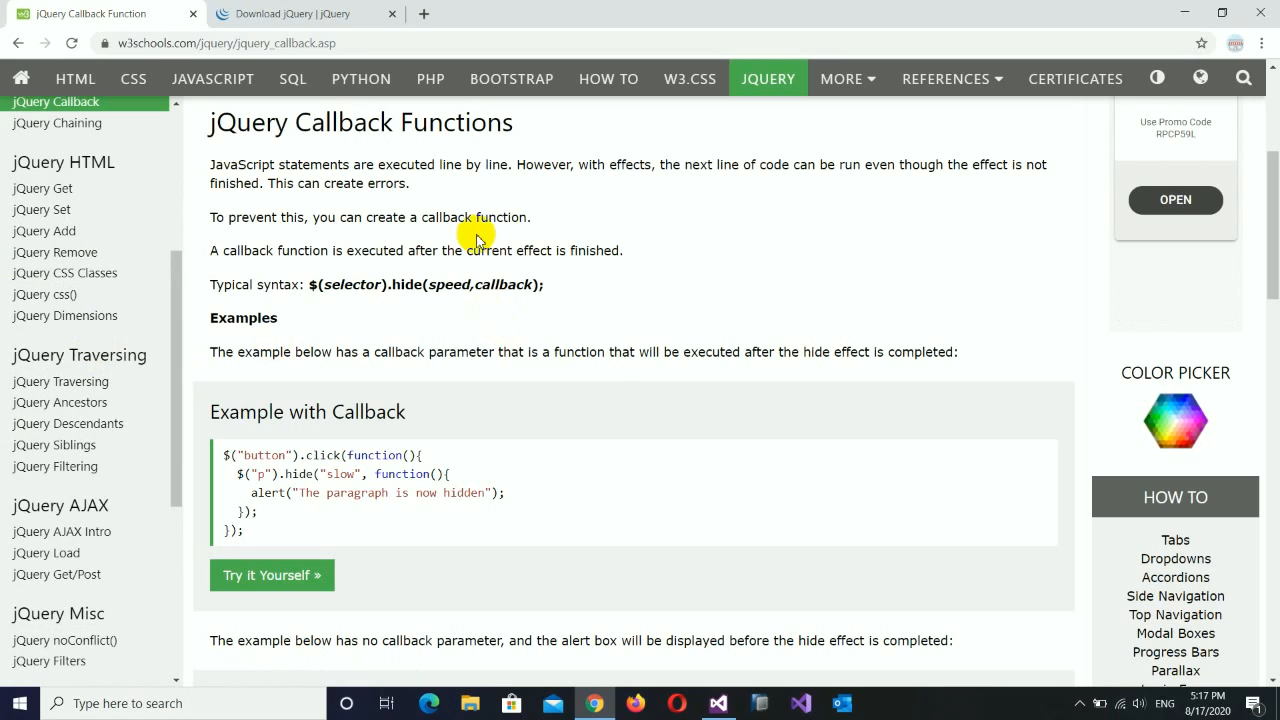 jQuery Callback Function
Download jQuery | jQuery
w3schools.com/jquery/jquery_callback.asp
HTML CSS JAVASCRIPT SQL PYTHON PHP BOOTSTRAP HOW TO W3.CSS JQUERY MORE REFERENCES CERTIFICATES
jQuery Callback
jQuery Chaining
jQuery HTML
jQuery Get
jQuery Set
jQuery Add
jQuery Remove
jQuery CSS Classes
jQuery css()
jQuery Dimensions
jQuery Traversing
jQuery Traversing
jQuery Ancestors
jQuery Descendants
jQuery Siblings
jQuery Filtering
jQuery AJAX
jQuery AJAX Intro
jQuery Load
jQuery Get/Post
jQuery Misc
jQuery noConflict()
jQuery Filters
jQuery Callback Functions
JavaScript statements are executed line by line. However, with effects, the next line of code can be run even though the effect is not
finished. This can create errors.
To prevent this, you can create a callback function.
A callback function is executed after the current effect is finished.
Typical syntax: $(selector).hide(speed,callback);
Examples
The example below has a callback parameter that is a function that will be executed after the hide effect is completed:
Example with Callback
$("button").click(function(){
$("p").hide("slow", function(){
alert("The paragraph is now hidden");
});
});
Try it Yourself »
The example below has no callback parameter, and the alert box will be displayed before the hide effect is completed:
Use Promo Code
RPCP59L
OPEN
COLOR PICKER
HOW TO
Tabs
Dropdowns
Accordions
Side Navigation
Top Navigation
Modal Boxes
Progress Bars
Parallax
Type here to search
ENG
5:17 PM
8/17/2020
1